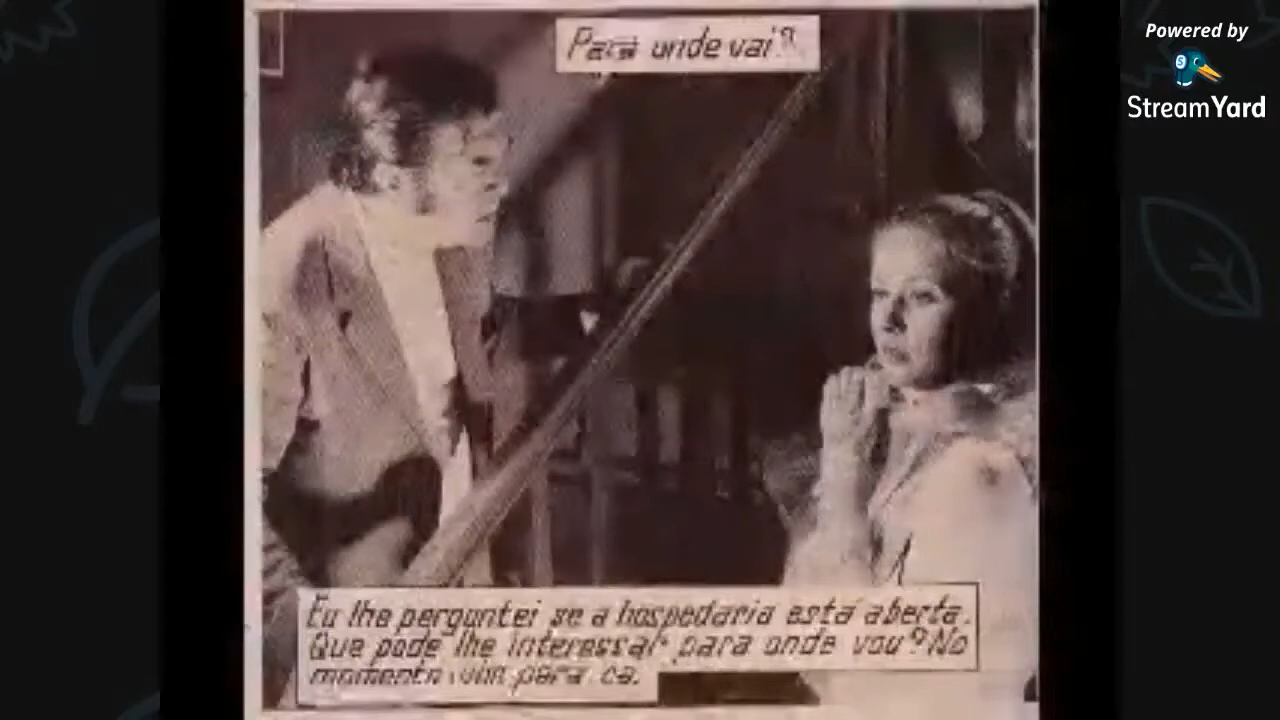 Para onde vai?
Powered by
StreamYard
Eu lhe perguntei se a hospedaria está aberta.
Que pode lhe interessar para onde vou? No
momento vim para cá.